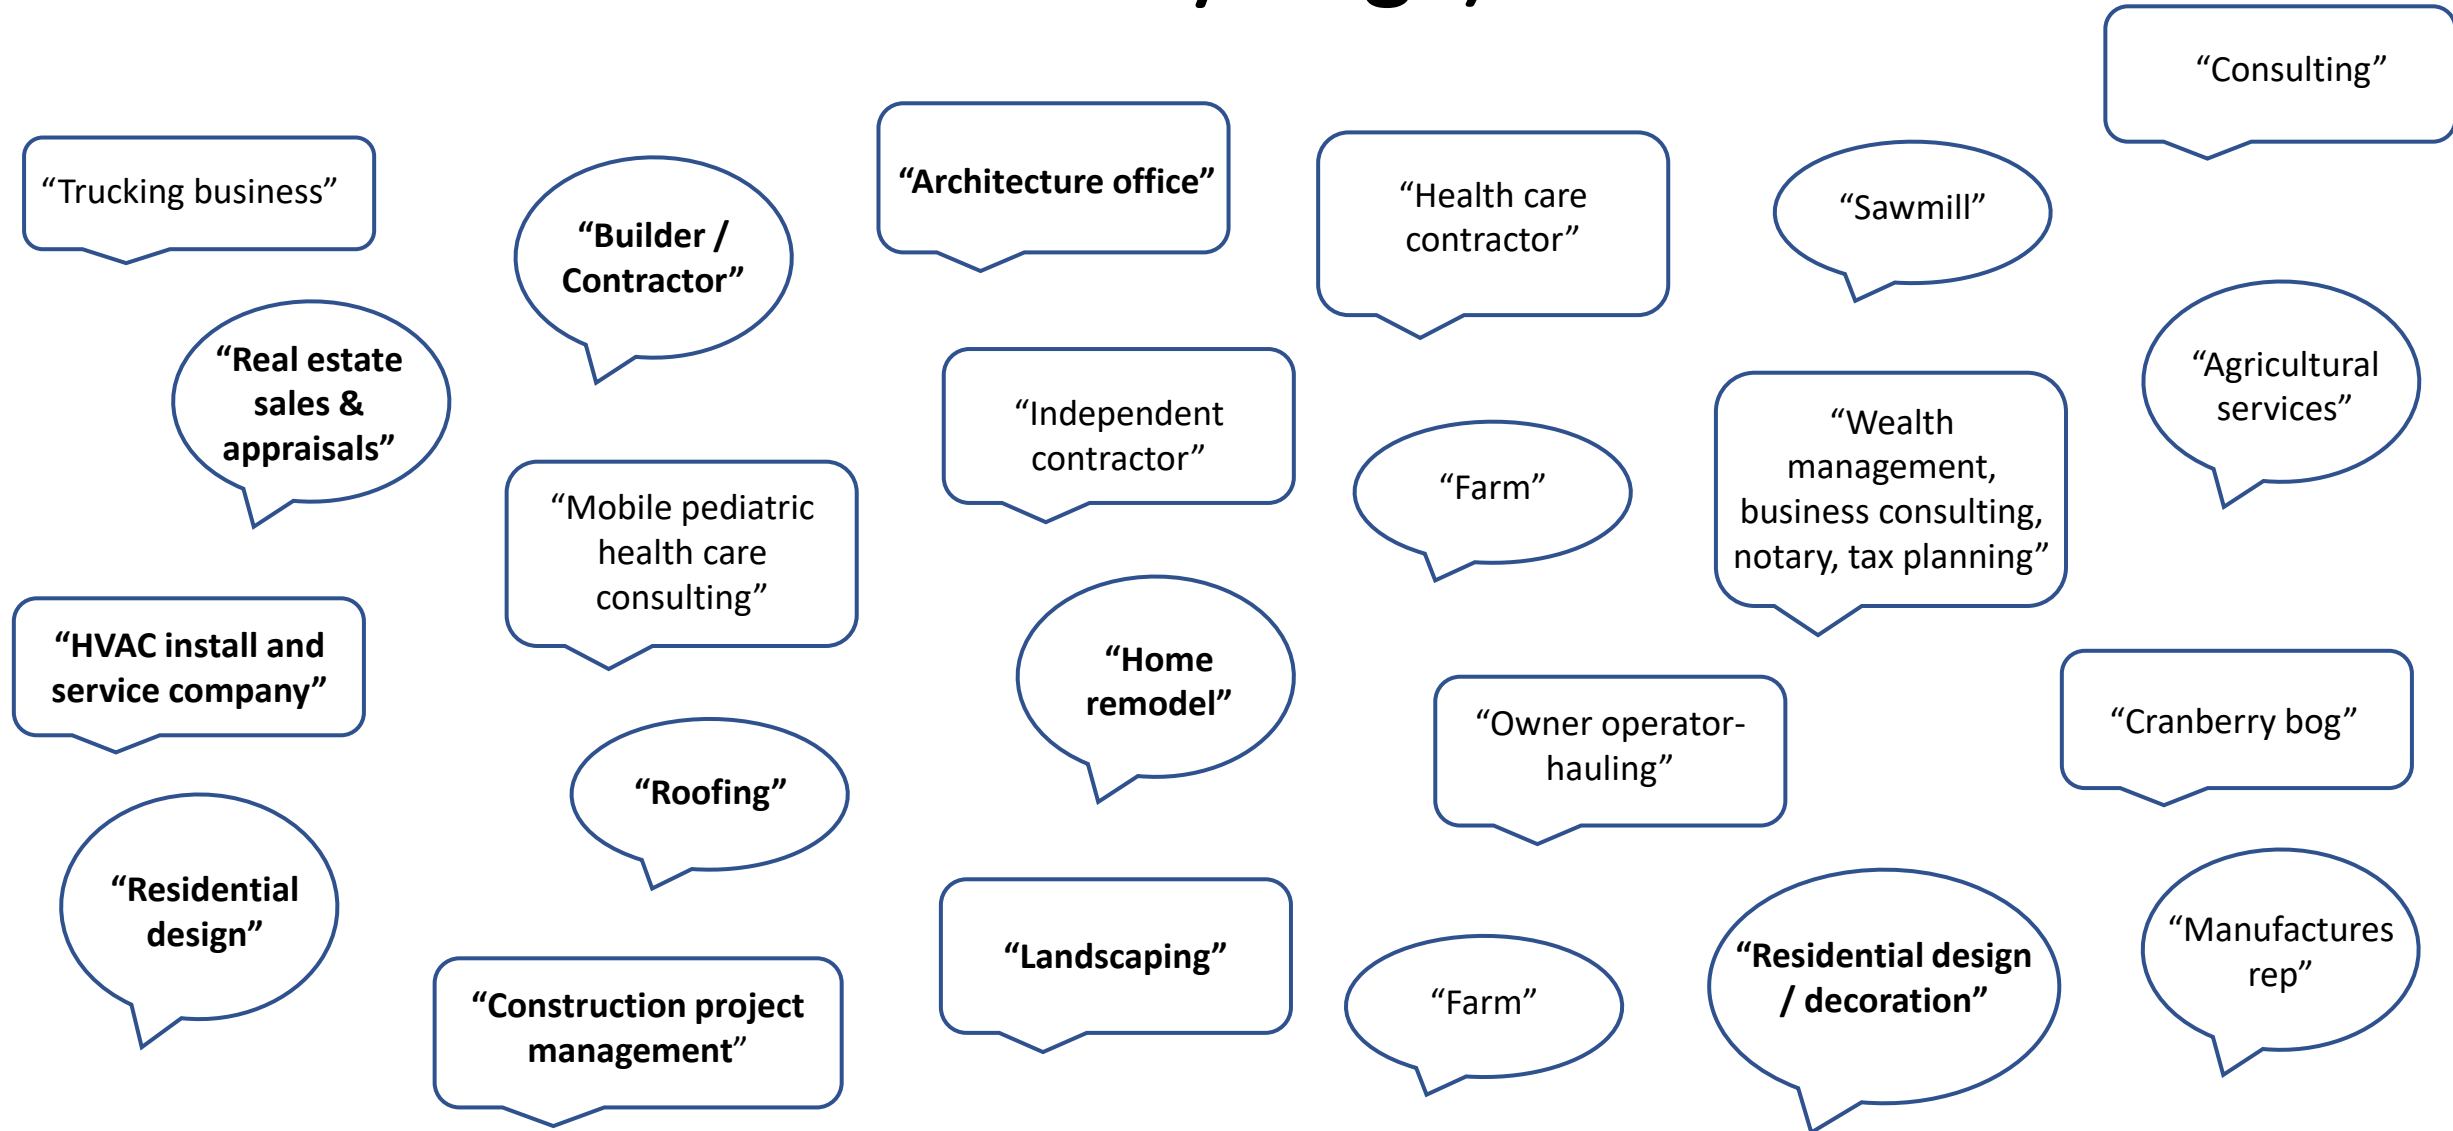 “Consulting”
“Trucking business”
“Builder /
Contractor”
“Architecture office”
“Health care
contractor”
“Sawmill”
“Real estate
sales &
appraisals”
“Independent
contractor”
“Farm”
“Wealth
management,
business consulting,
notary, tax planning”
“Agricultural
services”
“Mobile pediatric
health care
consulting”
“HVAC install and
service company”
“Home
remodel”
“Owner operator-
hauling”
“Cranberry bog”
“Roofing”
“Residential
design”
“Construction project
management”
“Landscaping”
“Farm”
“Residential design
/ decoration”
“Manufactures
rep”